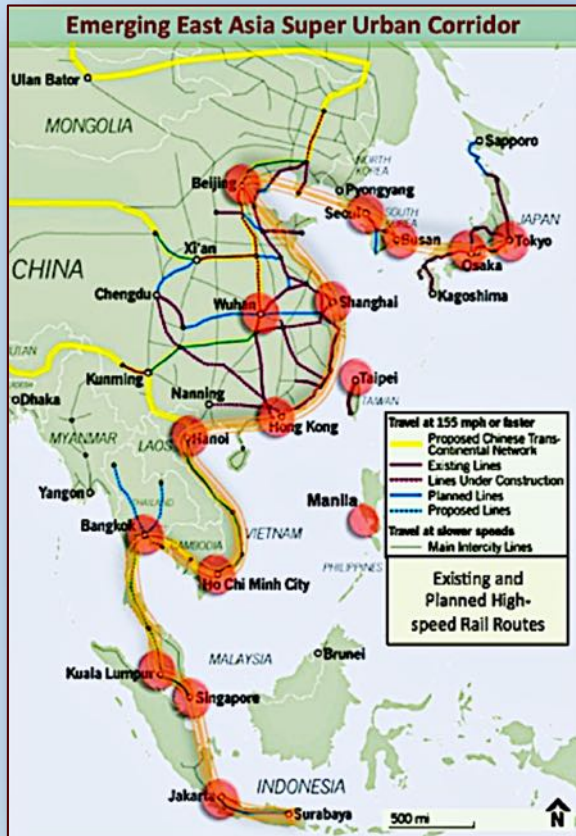 Emerging East Asia Super Urban Corridor
Ulan Bator
MONGOLIA
Sapporo
NORTH
KOREA
Beijing
Pyongyang
Seoul
SOUTH
KOREA
JAPAN
Busan
Tokyo
Osaka
Xi'an
CHINA
Kagoshima
Chengdu
Wuhan
Shanghai
Kunming
Taipei
TAIWAN
Dhaka
Nanning
Hong Kong
MYANMAR
LAOS
Hanoi
Travel at 155 mph or faster
Proposed Chinese Trans-
Continental Network
Existing Lines
Lines Under Construction
Planned Lines
Proposed Lines
Travel at slower speeds
Main Intercity Lines
Yangon
THAILAND
Manila
Bangkok
VIETNAM
CAMBODIA
PHILIPPINES
Ho Chi Minh City
Existing and
Planned High-
speed Rail Routes
MALAYSIA
Brunei
Kuala Lumpur
Singapore
INDONESIA
Jakarta
Surabaya
500 mi
N